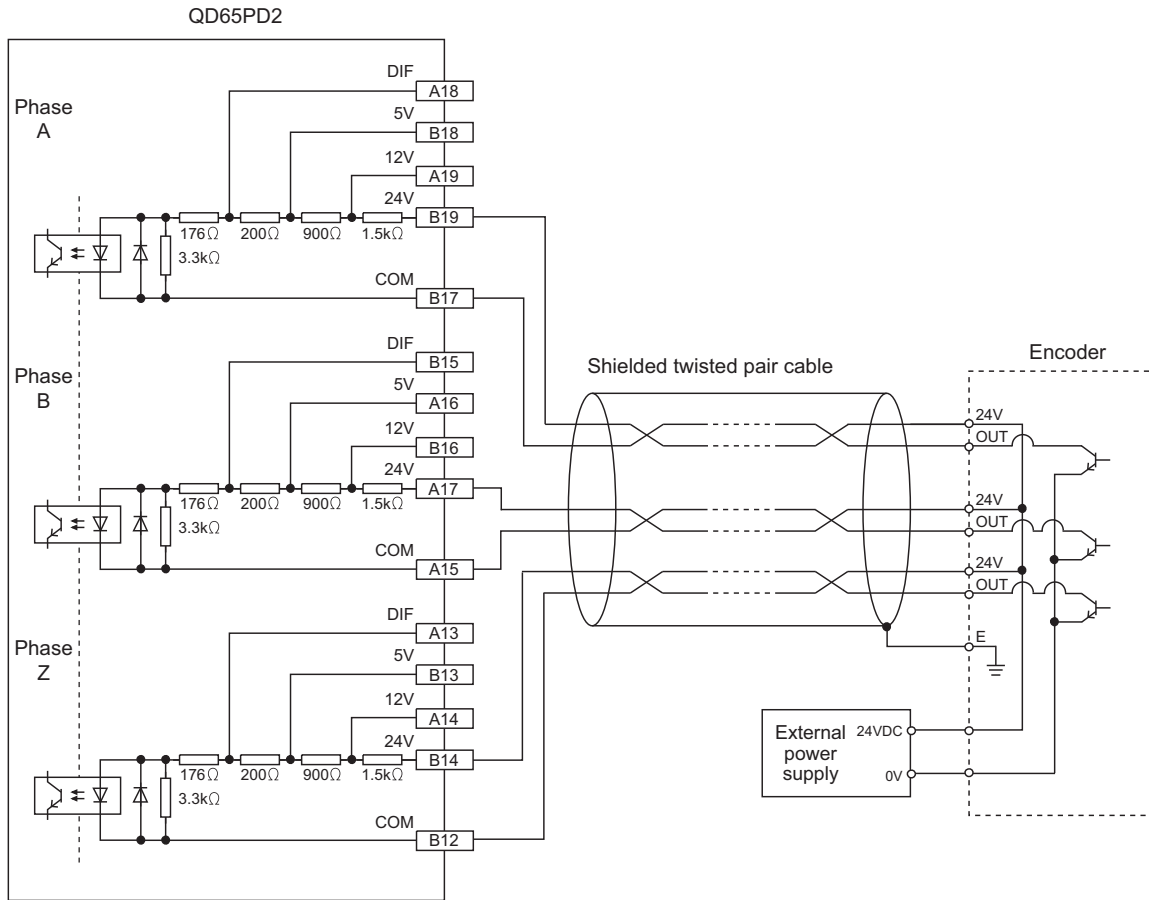 QD65PD2
Phase
A
DIF
A18
5V
B18
12V
A19
24V
B19
176Ω
200Ω
900Ω
1.5kΩ
3.3kΩ
COM
B17
Phase
B
DIF
B15
5V
A16
12V
B16
24V
A17
176Ω
200Ω
900Ω
1.5kΩ
3.3kΩ
COM
A15
Phase
Z
DIF
A13
5V
B13
12V
A14
24V
B14
176Ω
200Ω
900Ω
1.5kΩ
3.3kΩ
COM
B12
Shielded twisted pair cable
Encoder
24V
OUT
24V
OUT
24V
OUT
E
External
power
supply
24VDC
0V